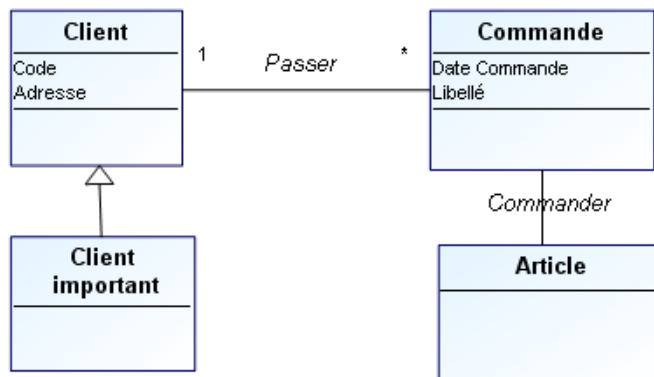 Client
Code
Adresse
1
Passer
*
Commande
Date Commande
Libellé
Commander
Client
important
Article